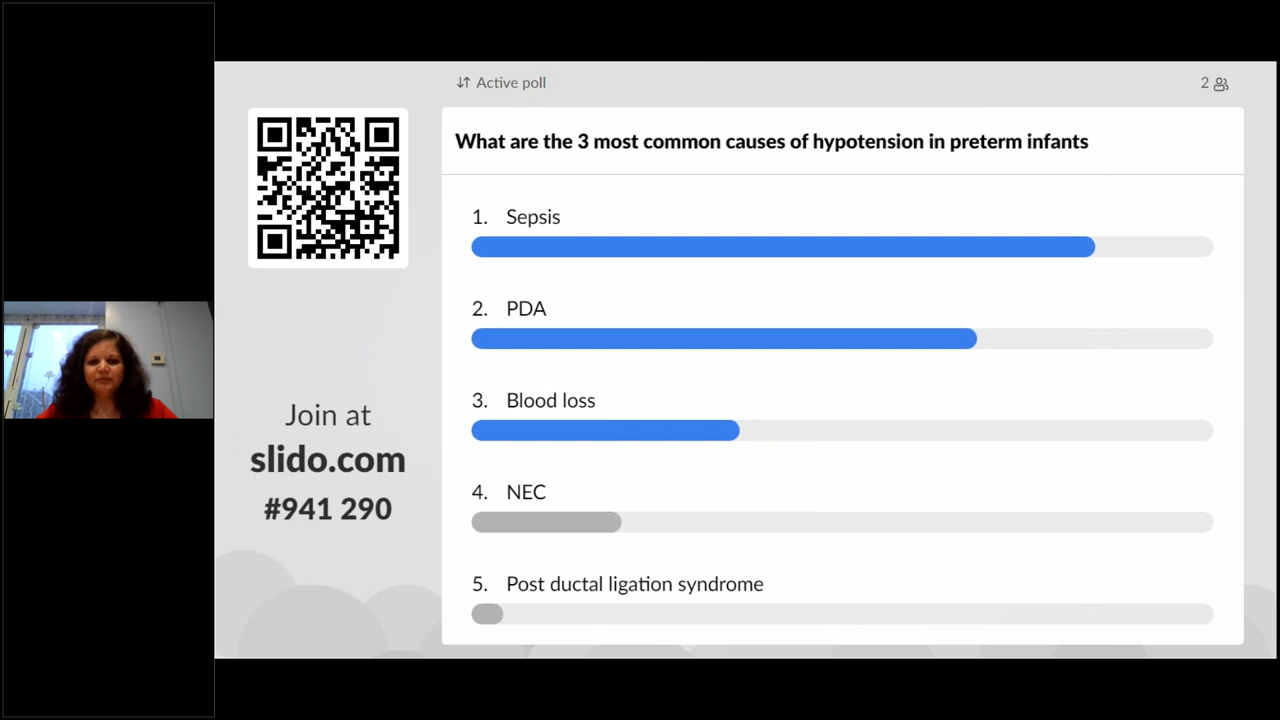 Active poll
2
What are the 3 most common causes of hypotension in preterm infants
1. Sepsis
2. PDA
3. Blood loss
4. NEC
5. Post ductal ligation syndrome
Join at
slido.com
#941 290